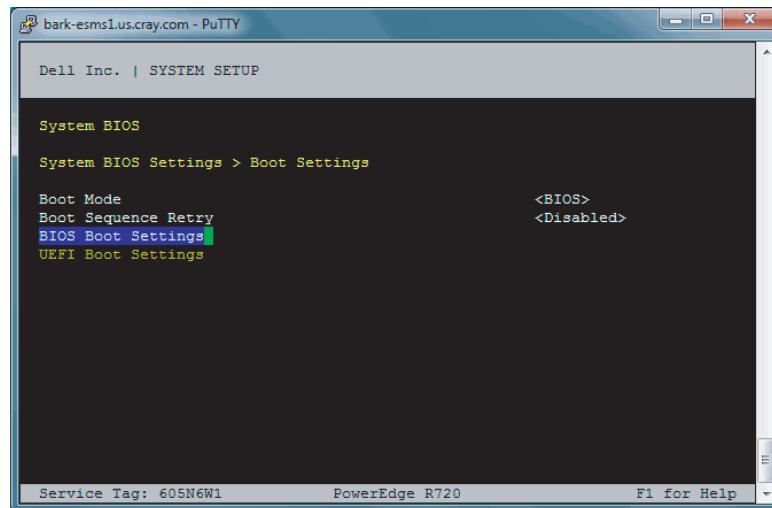 bark-esms1.us.cray.com - PuTTY
Dell Inc. | SYSTEM SETUP
System BIOS
System BIOS Settings > Boot Settings
Boot Mode <BIOS>
Boot Sequence Retry <Disabled>
BIOS Boot Settings
UEFI Boot Settings
Service Tag: 605N6W1 PowerEdge R720 F1 for Help